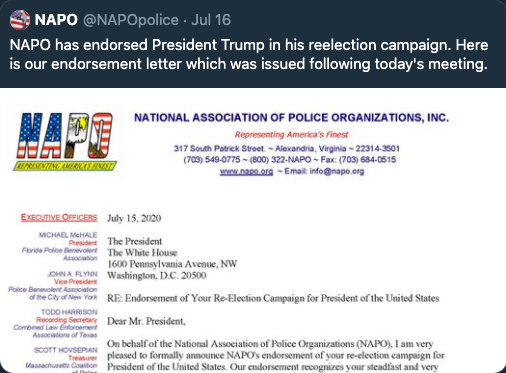 NAPO @NAPOpolice · Jul 16
NAPO has endorsed President Trump in his reelection campaign. Here
is our endorsement letter which was issued following today's meeting.
NAPO
REPRESENTING AMERICA'S FINEST
NATIONAL ASSOCIATION OF POLICE ORGANIZATIONS, INC.
Representing America's Finest
317 South Patrick Street. ~ Alexandria, Virginia ~ 22314-3501
(703) 549-0775 ~ (800) 322-NAPO ~ Fax: (703) 684-0515
www.napo.org ~ Email: info@napo.org
EXECUTIVE OFFICERS
MICHAEL McHALE
President
Florida Police Benevolent
Association
JOHN A. FLYNN
Vice President
Police Benevolent Association
of the City of New York
TODD HARRISON
Recording Secretary
Combined Law Enforcement
Associations of Texas
SCOTT HOVSEPIAN
Treasurer
Massachusetts Coalition
of Police
July 15, 2020
The President
The White House
1600 Pennsylvania Avenue, NW
Washington, D.C. 20500
RE: Endorsement of Your Re-Election Campaign for President of the United States
Dear Mr. President,
On behalf of the National Association of Police Organizations (NAPO), I am very
pleased to formally announce NAPO's endorsement of your re-election campaign for
President of the United States. Our endorsement recognizes your steadfast and very